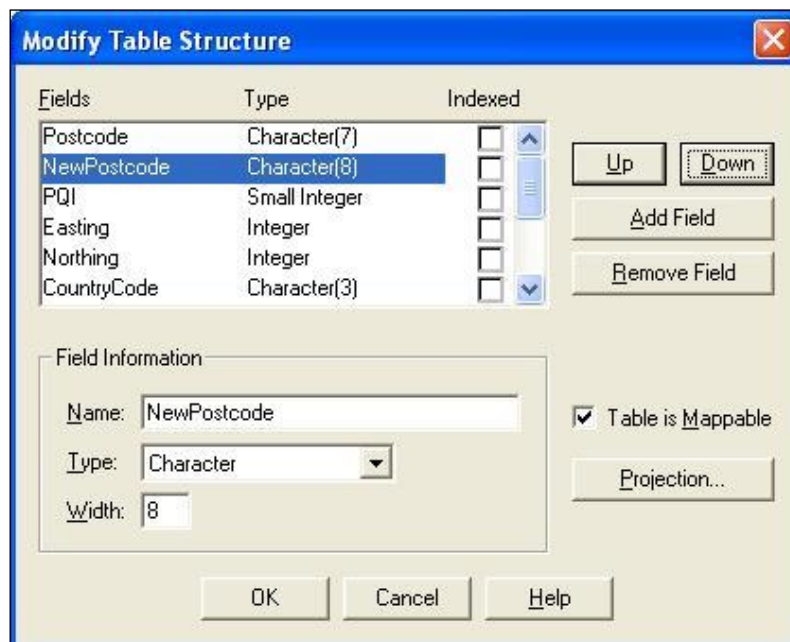 Modify Table Structure
Fields Type Indexed
Postcode Character(7)
NewPostcode Character(8)
PQI Small Integer
Easting Integer
Northing Integer
CountryCode Character(3)
Up Down
Add Field
Remove Field
Field Information
Name: NewPostcode
Type: Character
Width: 8
Table is Mappable
Projection...
OK Cancel Help